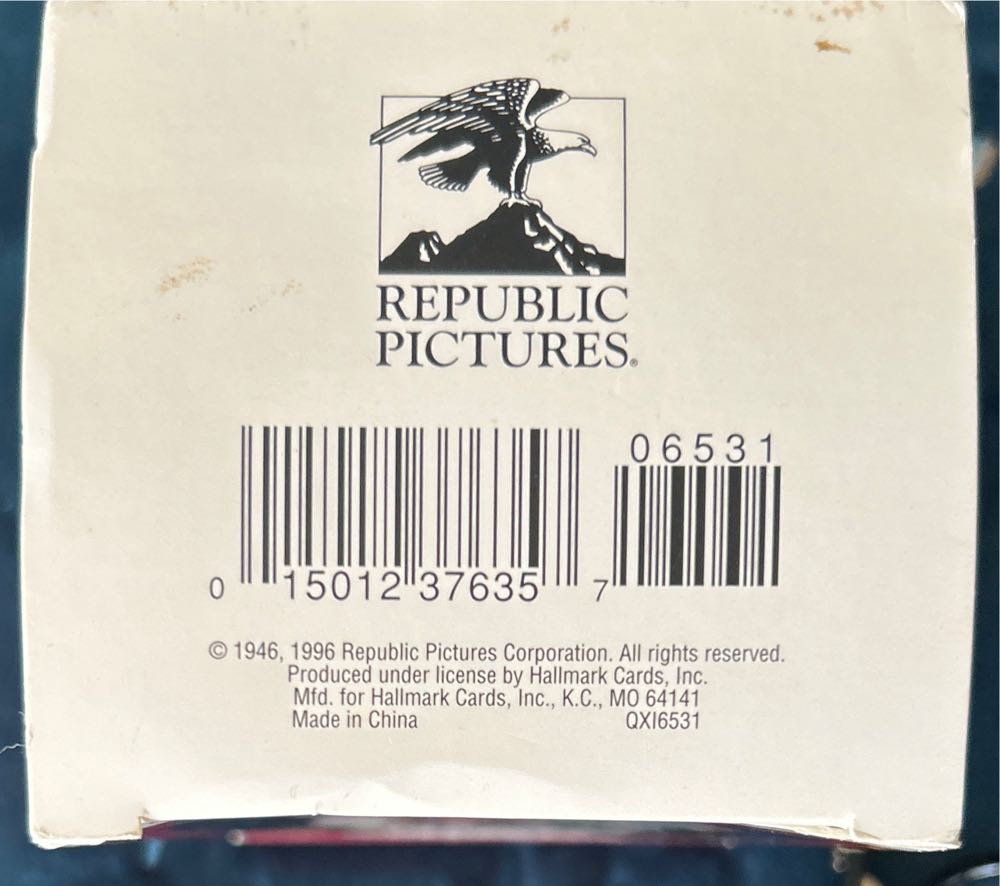 REPUBLIC
PICTURES®
06531
0 15012 37635 7
© 1946, 1996 Republic Pictures Corporation. All rights reserved.
Produced under license by Hallmark Cards, Inc.
Mfd. for Hallmark Cards, Inc., K.C., MO 64141
Made in China QXI6531